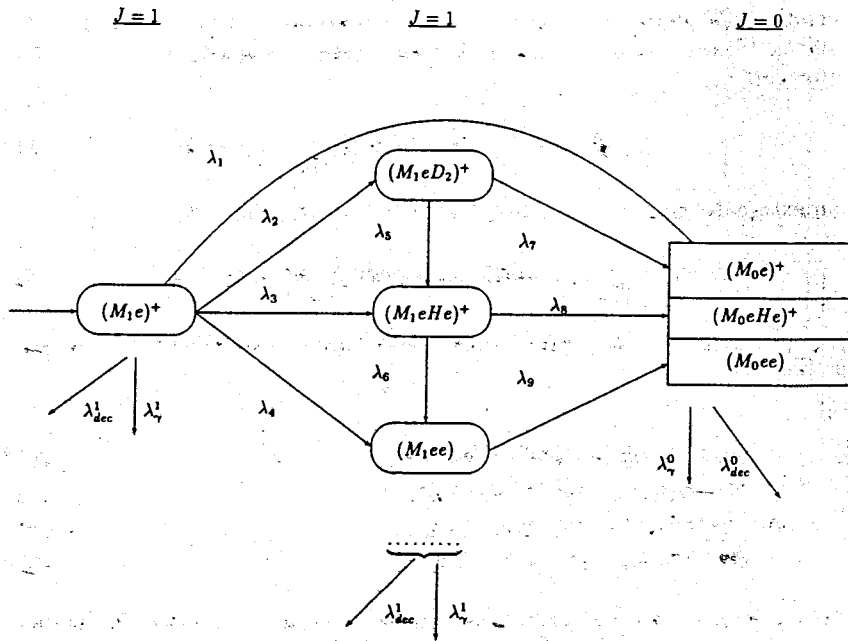 J = 1
J = 1
J = 0
λ₁
(M₁eD₂)⁺
λ₂
λ₅
λ₇
(M₀e)⁺
(M₁e)⁺
λ₃
(M₁eHe)⁺
λ₈
(M₀eHe)⁺
(M₀ee)
λ₆
λ₉
λ₄
λ¹dec
λ¹γ
(M₁ee)
λ⁰γ
λ⁰dec
........
λ¹dec
λ¹γ